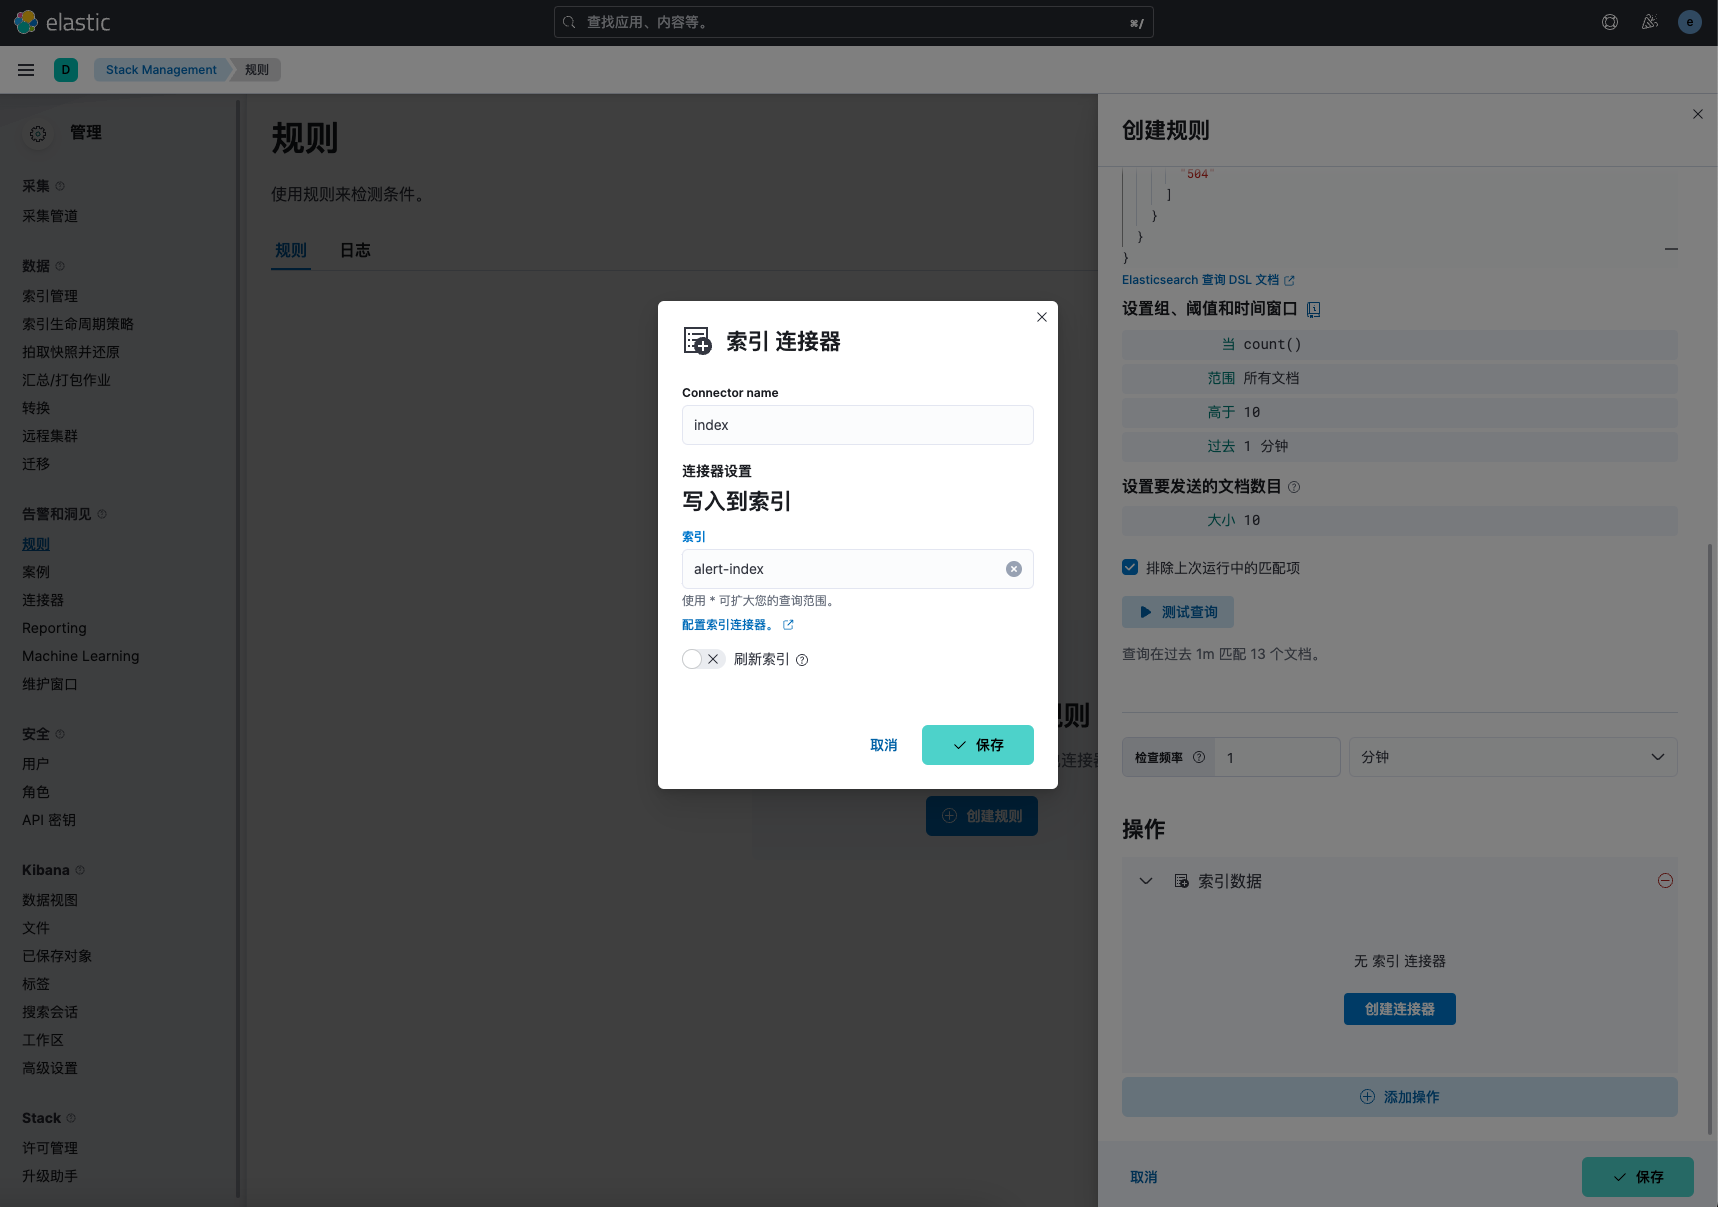 elastic
查找应用、内容等。
⌘/
e
D
Stack Management
规则
管理
采集
采集管道
数据
索引管理
索引生命周期策略
拍取快照并还原
汇总/打包作业
转换
远程集群
迁移
告警和洞见
规则
案例
连接器
Reporting
Machine Learning
维护窗口
安全
用户
角色
API 密钥
Kibana
数据视图
文件
已保存对象
标签
搜索会话
工作区
高级设置
Stack
许可管理
升级助手
规则
使用规则来检测条件。
规则
日志
规则
连接器
创建规则
索引 连接器
Connector name
index
连接器设置
写入到索引
索引
alert-index
使用 * 可扩大您的查询范围。
配置索引连接器。
刷新索引
取消
保存
创建规则
"504"
]
}
}
}
Elasticsearch 查询 DSL 文档
设置组、阈值和时间窗口
当 count()
范围 所有文档
高于 10
过去 1 分钟
设置要发送的文档数目
大小 10
排除上次运行中的匹配项
测试查询
查询在过去 1m 匹配 13 个文档。
检查频率
1
分钟
操作
索引数据
无 索引 连接器
创建连接器
添加操作
取消
保存